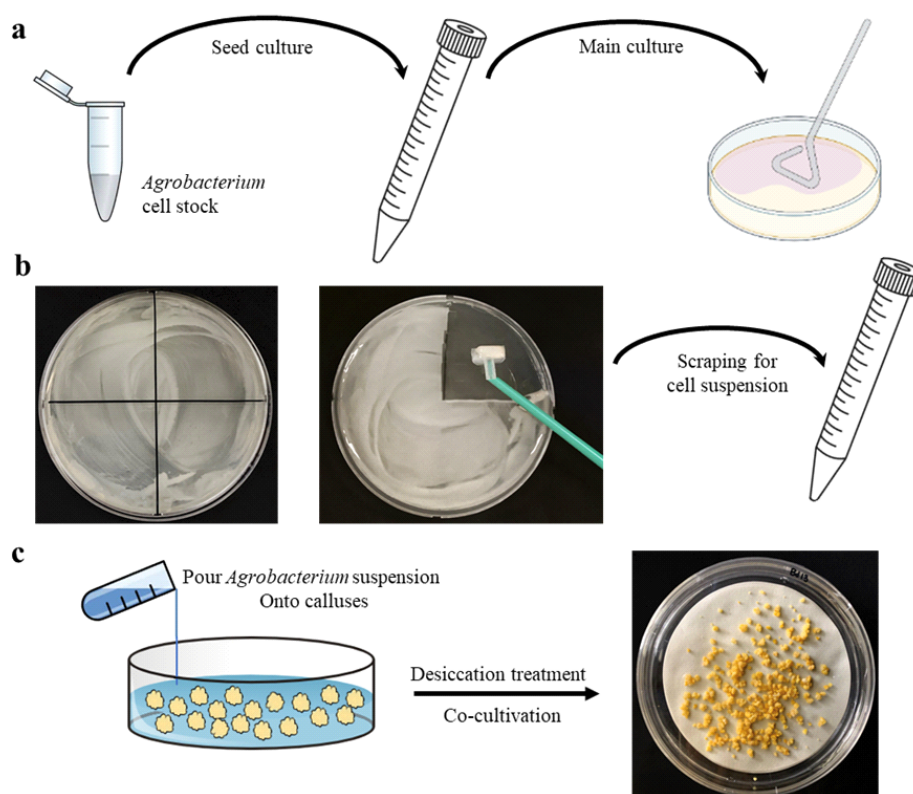 a
Seed culture
Main culture
Agrobacterium
cell stock
b
Scraping for
cell suspension
c
Pour Agrobacterium suspension
Onto calluses
Desiccation treatment
Co-cultivation